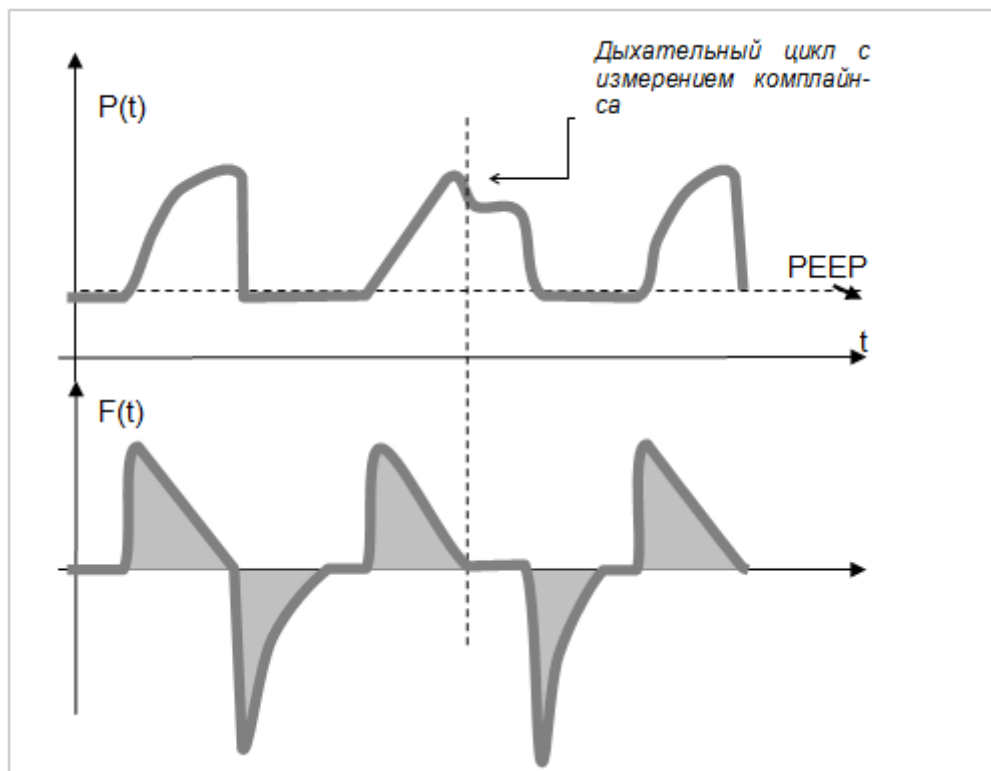 Дыхательный цикл с
измерением комплайн-
са
P(t)
PEEP
t
F(t)